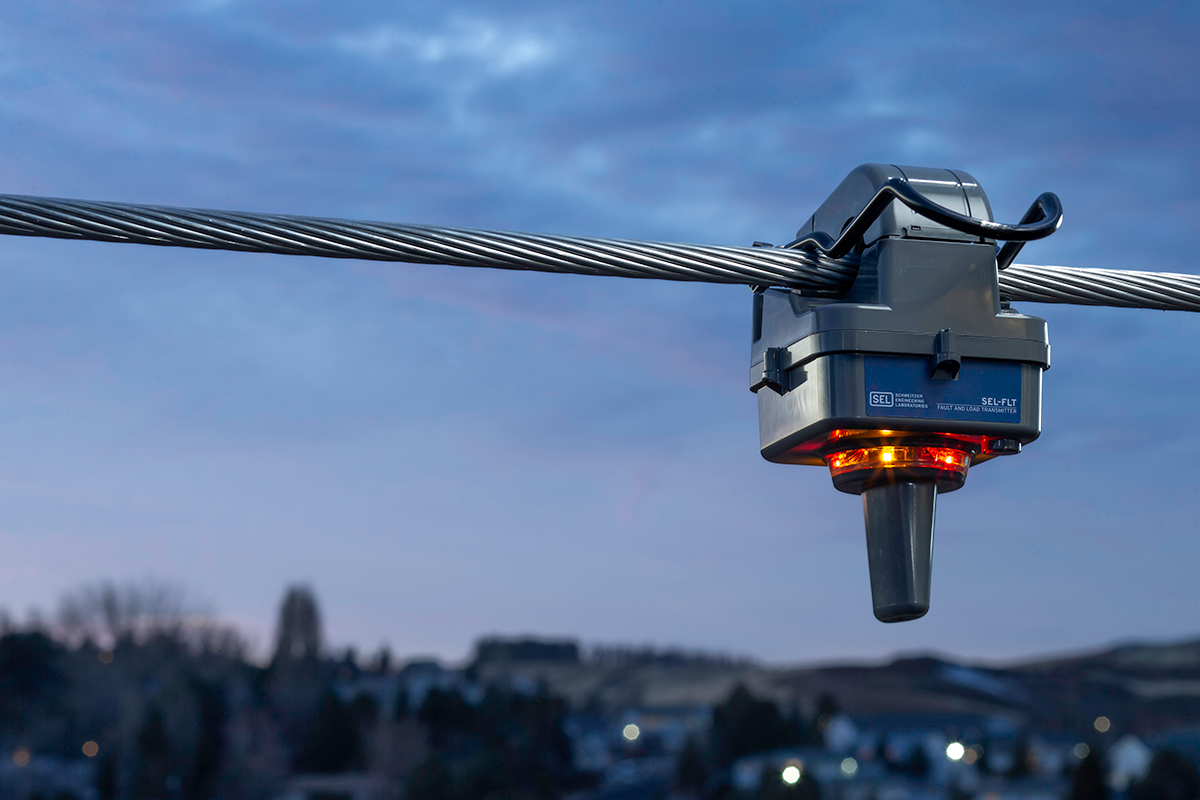 SEL
SCHWEITZER
ENGINEERING
LABORATORIES
SEL-FLT
FAULT AND LOAD TRANSMITTER